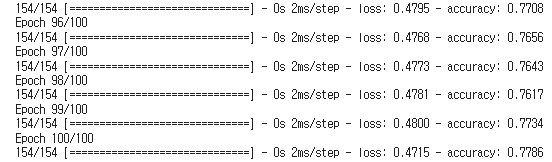 154/154 [==============================] - 0s 2ms/step - loss: 0.4795 - accuracy: 0.7708
Epoch 96/100
154/154 [==============================] - 0s 2ms/step - loss: 0.4768 - accuracy: 0.7656
Epoch 97/100
154/154 [==============================] - 0s 2ms/step - loss: 0.4773 - accuracy: 0.7643
Epoch 98/100
154/154 [==============================] - 0s 2ms/step - loss: 0.4781 - accuracy: 0.7617
Epoch 99/100
154/154 [==============================] - 0s 2ms/step - loss: 0.4800 - accuracy: 0.7734
Epoch 100/100
154/154 [==============================] - 0s 2ms/step - loss: 0.4715 - accuracy: 0.7786